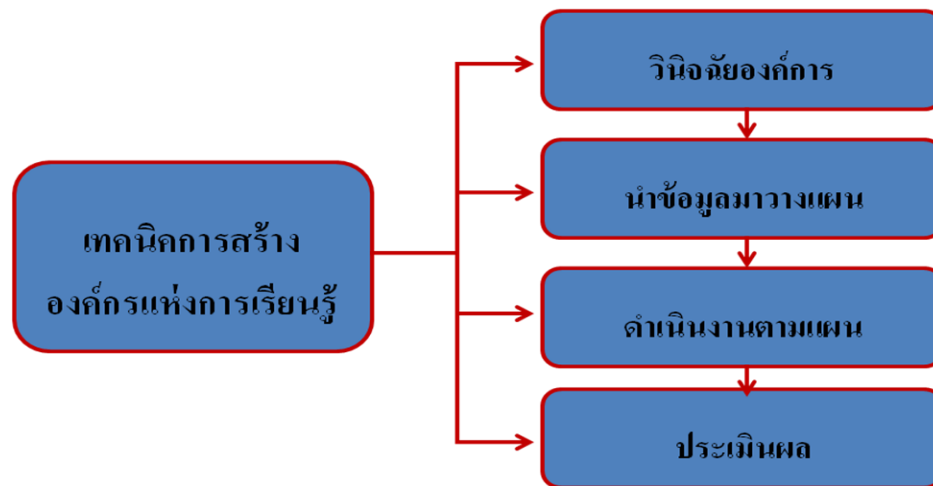 เทคนิคการสร้าง
องค์กรแห่งการเรียนรู้
วินิจฉัยองค์การ
นำข้อมูลมาวางแผน
ดำเนินงานตามแผน
ประเมินผล